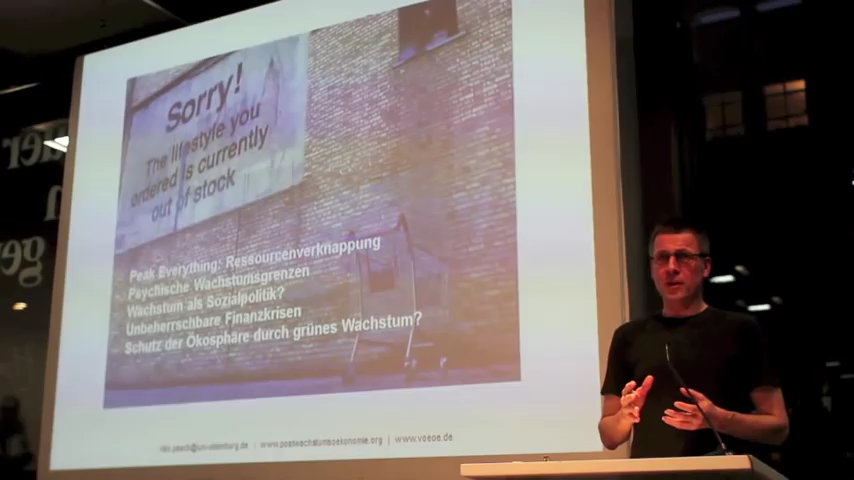 Sorry!
The lifestyle you
ordered is currently
out of stock
Peak Everything: Ressourcenverknappung
Psychische Wachstumsgrenzen
Wachstum als Sozialpolitik?
Unbeherrschbare Finanzkrisen
Schutz der Ökosphäre durch grünes Wachstum?
| www.postwachstumsoekonomie.org | www.voeoe.de